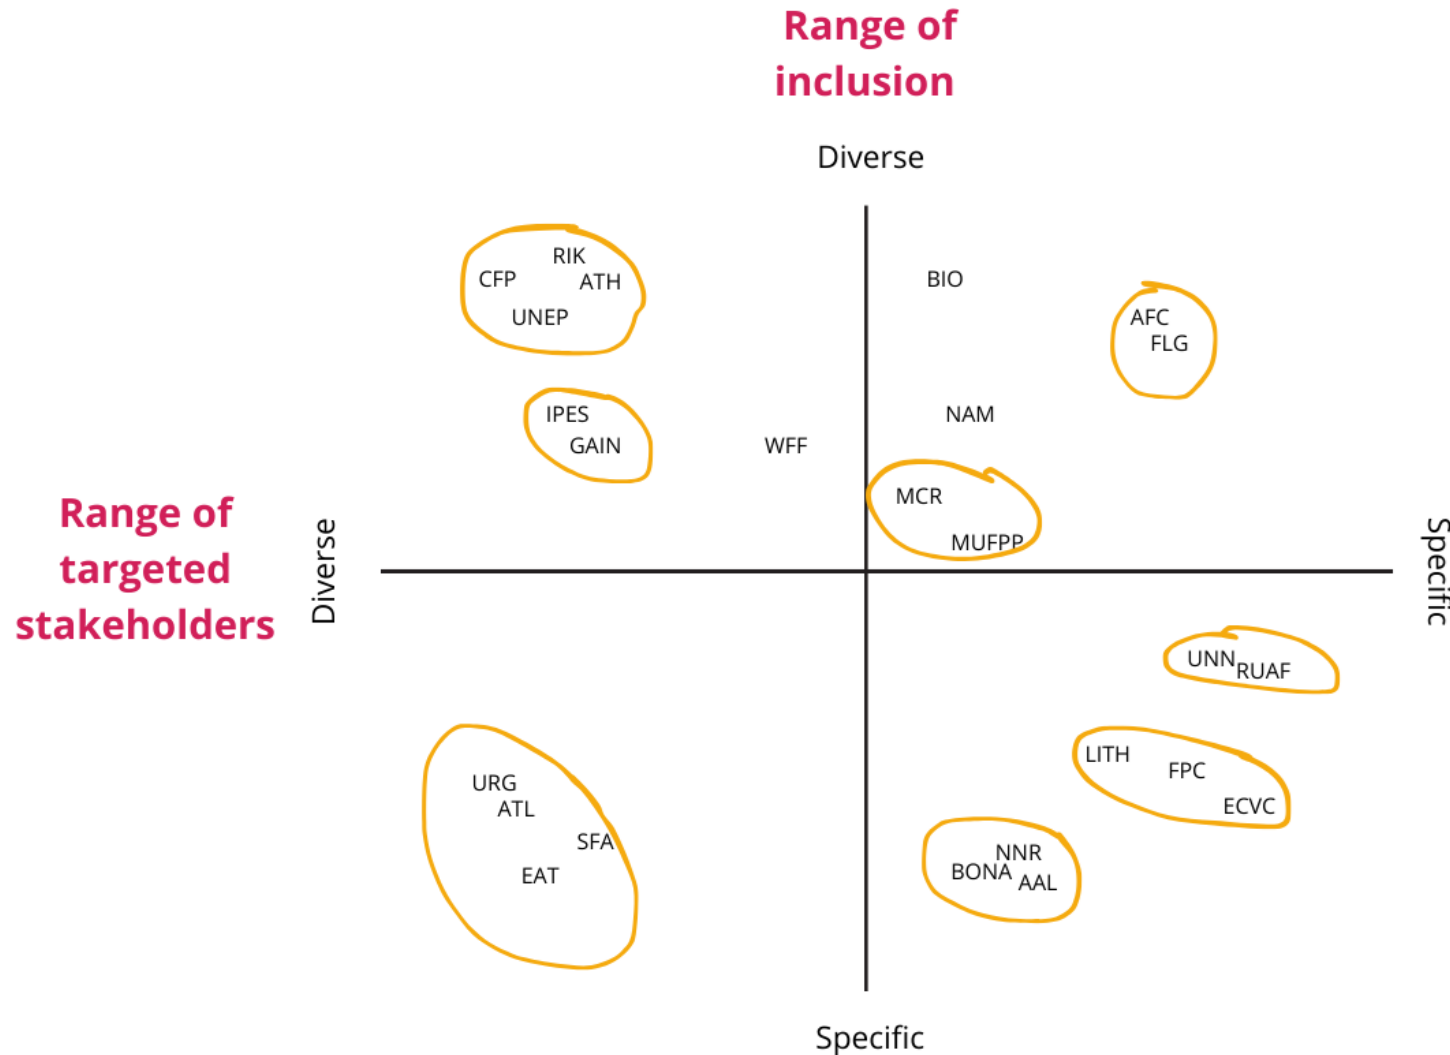 Range of
inclusion
Diverse
RIK
CFP
ATH
UNEP
BIO
AFC
FLG
IPES
GAIN
WFF
NAM
MCR
MUFPP
Range of
targeted
stakeholders
Diverse
Specific
UNN
RUAF
LITH
FPC
ECVC
URG
ATL
SFA
EAT
NNR
BONA
AAL
Specific